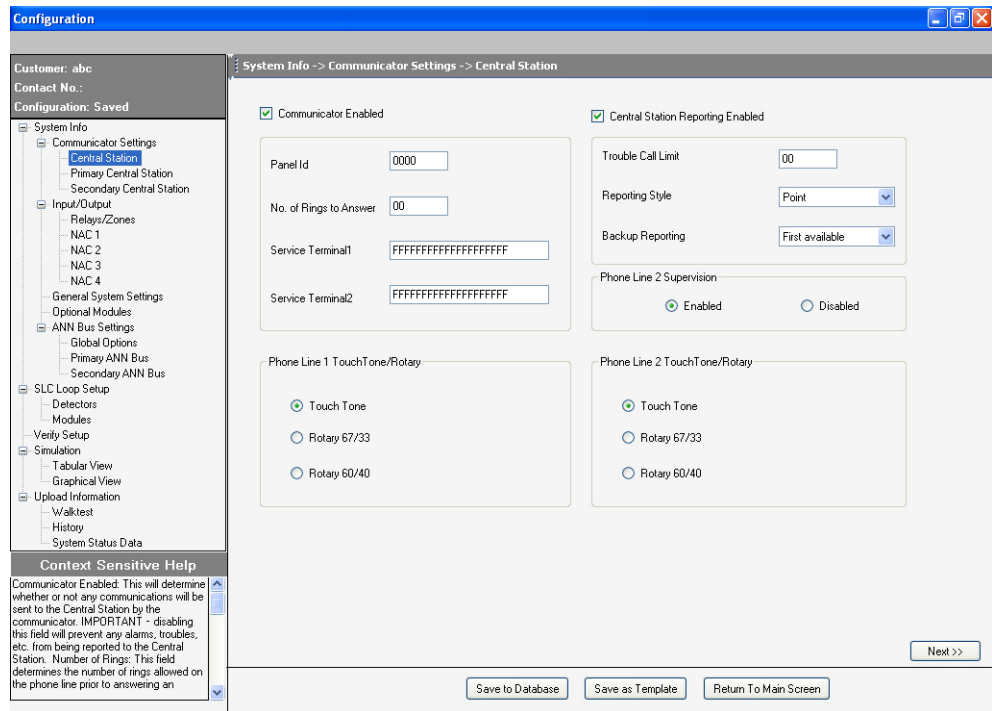 Configuration
Customer: abc
Contact No.:
Configuration: Saved
System Info
Communicator Settings
Central Station
Primary Central Station
Secondary Central Station
Input/Output
Relays/Zones
NAC 1
NAC 2
NAC 3
NAC 4
General System Settings
Optional Modules
ANN Bus Settings
Global Options
Primary ANN Bus
Secondary ANN Bus
SLC Loop Setup
Detectors
Modules
Verify Setup
Simulation
Tabular View
Graphical View
Upload Information
Walktest
History
System Status Data
Context Sensitive Help
Communicator Enabled: This will determine
whether or not any communications will be
sent to the Central Station by the
communicator. IMPORTANT - disabling
this field will prevent any alarms, troubles,
etc. from being reported to the Central
Station. Number of Rings: This field
determines the number of rings allowed on
the phone line prior to answering an
System Info -> Communicator Settings -> Central Station
Communicator Enabled
Panel Id 0000
No. of Rings to Answer 00
Service Terminal1 FFFFFFFFFFFFFFFFFFFF
Service Terminal2 FFFFFFFFFFFFFFFFFFFF
Central Station Reporting Enabled
Trouble Call Limit 00
Reporting Style Point
Backup Reporting First available
Phone Line 2 Supervision
Enabled Disabled
Phone Line 1 TouchTone/Rotary
Touch Tone
Rotary 67/33
Rotary 60/40
Phone Line 2 TouchTone/Rotary
Touch Tone
Rotary 67/33
Rotary 60/40
Next >>
Save to Database Save as Template Return To Main Screen